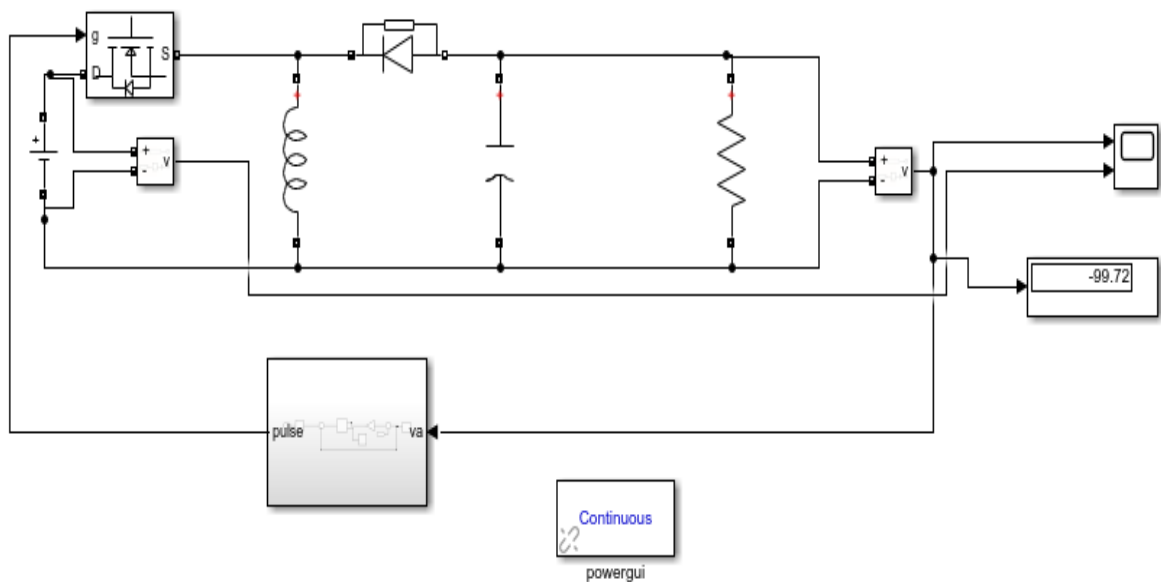 g
S
D
+
+
v
-
+
v
-
-99.72
pulse
va
Continuous
powergui